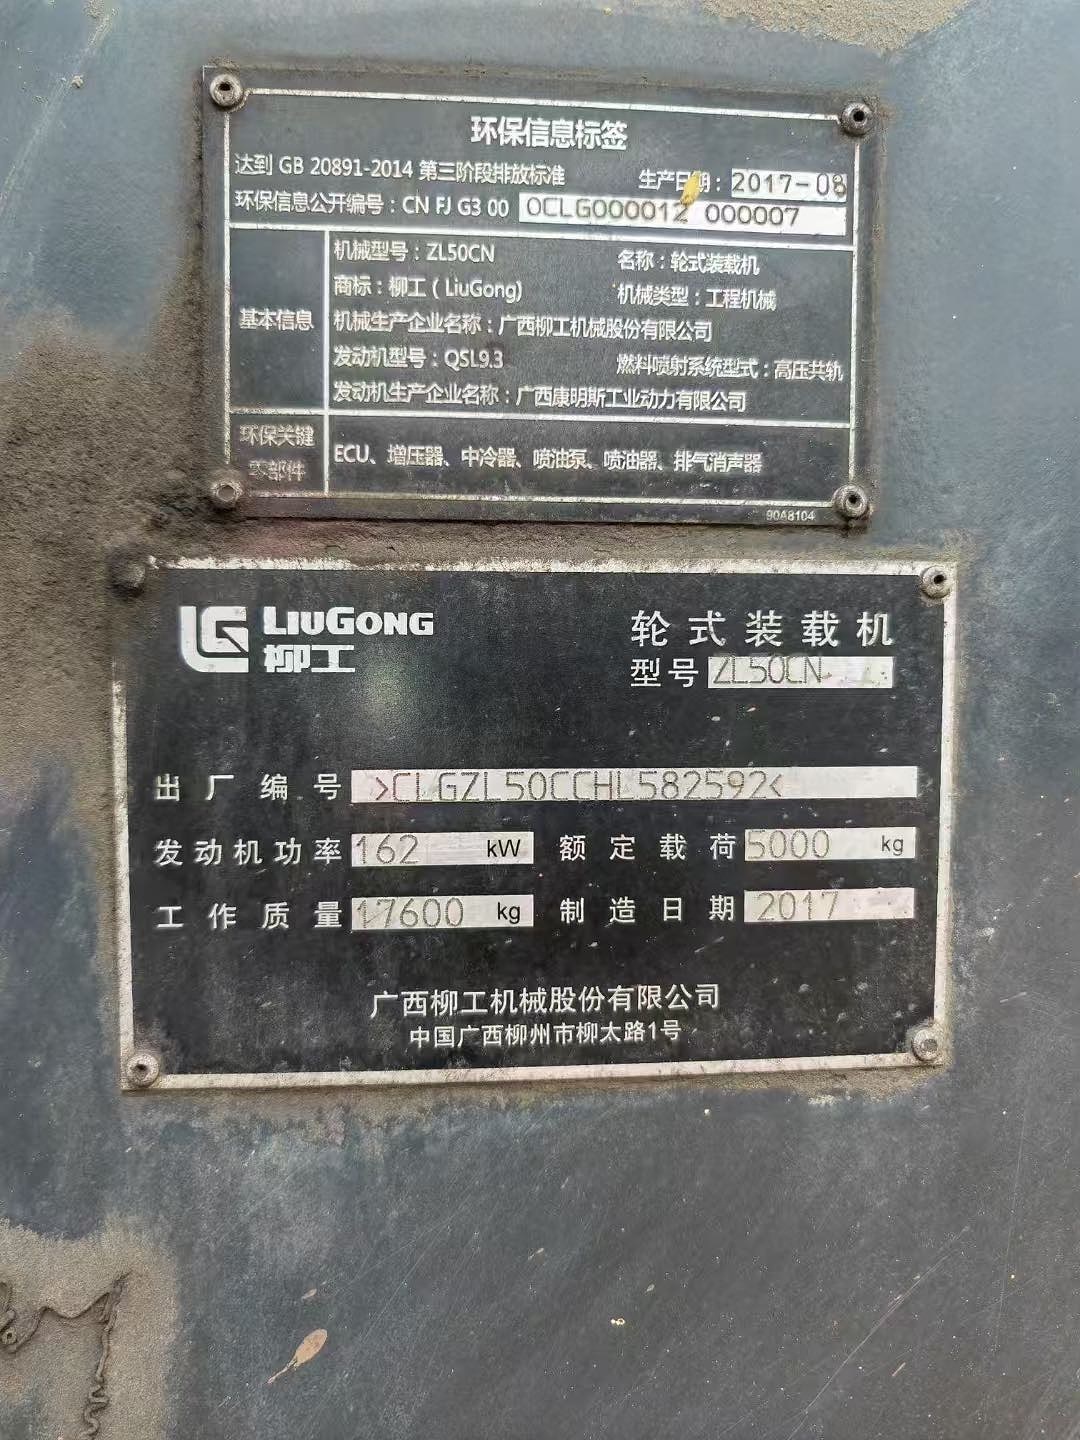 环保信息标签
达到 GB 20891-2014 第三阶段排放标准 生产日期：2017-08
环保信息公开编号：CN FJ G3 00 0CLG000012 000007
基本信息
机械型号：ZL50CN 名称：轮式装载机
商标：柳工（LiuGong) 机械类型：工程机械
机械生产企业名称：广西柳工机械股份有限公司
发动机型号：QSL9.3 燃料喷射系统型式：高压共轨
发动机生产企业名称：广西康明斯工业动力有限公司
环保关键
零部件
ECU、增压器、中冷器、喷油泵、喷油器、排气消声器
90A8104
LIUGONG
柳工
轮式装载机
型号 ZL50CN
出厂编号 >CLGZL50CCHL582592<
发动机功率 162 kW 额定载荷 5000 kg
工作质量 17600 kg 制造日期 2017
广西柳工机械股份有限公司
中国广西柳州市柳太路1号